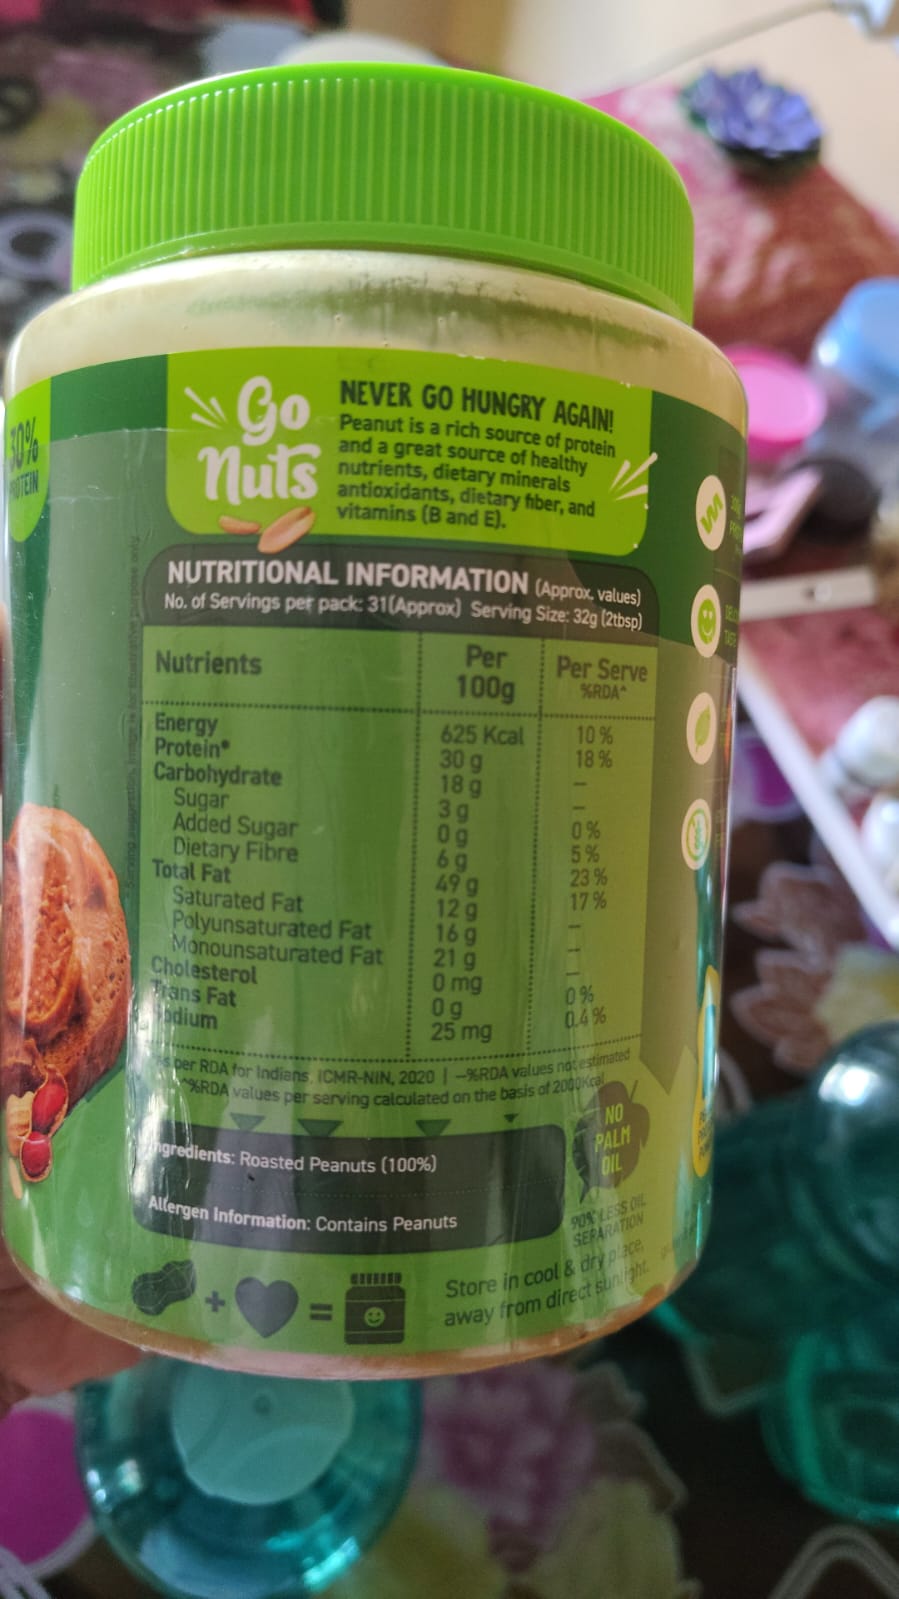 30%
PROTEIN
Go
Nuts
NEVER GO HUNGRY AGAIN!
Peanut is a rich source of protein
and a great source of healthy
nutrients, dietary minerals
antioxidants, dietary fiber, and
vitamins (B and E).
NUTRITIONAL INFORMATION (Approx. values)
No. of Servings per pack: 31(Approx) Serving Size: 32g (2tbsp)
Nutrients Per 100g Per Serve %RDA^
Energy 625 Kcal 10 %
Protein* 30 g 18 %
Carbohydrate 18 g –
Sugar 3 g –
Added Sugar 0 g 0 %
Dietary Fibre 6 g 5 %
Total Fat 49 g 23 %
Saturated Fat 12 g 17 %
Polyunsaturated Fat 16 g –
Monounsaturated Fat 21 g –
Cholesterol 0 mg –
Trans Fat 0 g 0 %
Sodium 25 mg 0.4 %
per RDA for Indians, ICMR-NIN, 2020 | –%RDA values not estimated
^%RDA values per serving calculated on the basis of 2000Kcal
Ingredients: Roasted Peanuts (100%)
Allergen Information: Contains Peanuts
NO
PALM
OIL
90% LESS OIL
SEPARATION
Store in cool & dry place,
away from direct sunlight.